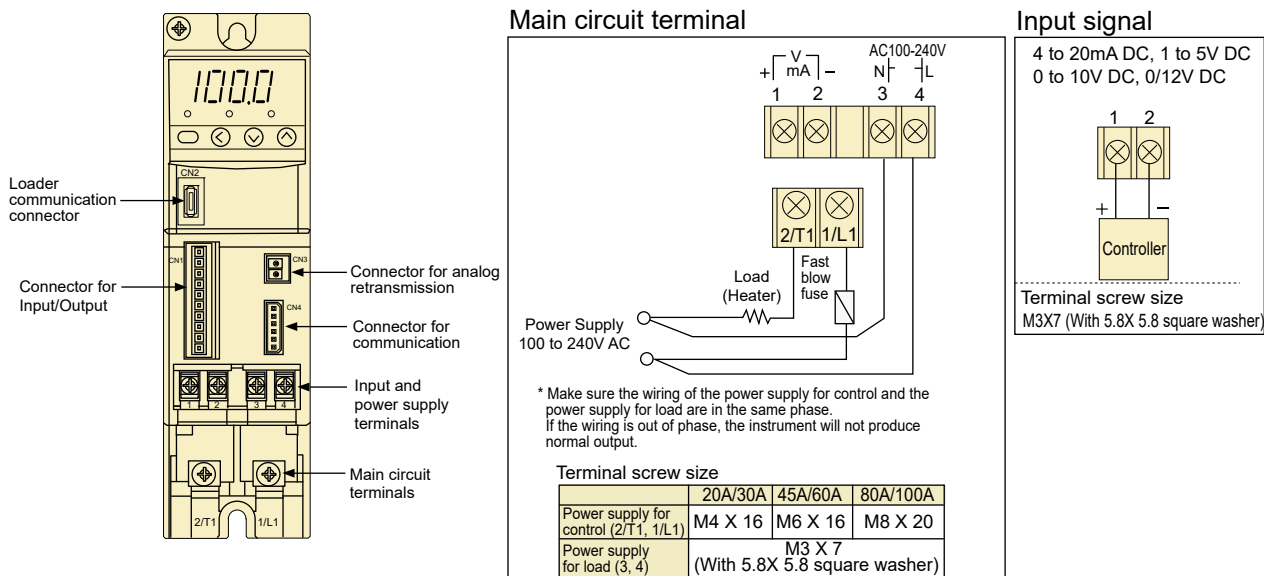 100.0
CN2
Loader
communication
connector
CN1
CN3
Connector for analog
retransmission
Connector for
Input/Output
CN4
Connector for
communication
Input and
power supply
terminals
1 2 3 4
Main circuit
terminals
2/T1 1/L1
Main circuit terminal
V
mA
+ −
1 2
AC100-240V
N L
3 4
2/T1 1/L1
Load
(Heater)
Fast
blow
fuse
Power Supply
100 to 240V AC
* Make sure the wiring of the power supply for control and the
power supply for load are in the same phase.
If the wiring is out of phase, the instrument will not produce
normal output.
Terminal screw size
20A/30A 45A/60A 80A/100A
Power supply for
control (2/T1, 1/L1)
M4 X 16 M6 X 16 M8 X 20
Power supply
for load (3, 4)
M3 X 7
(With 5.8X 5.8 square washer)
Input signal
4 to 20mA DC, 1 to 5V DC
0 to 10V DC, 0/12V DC
1 2
+ −
Controller
Terminal screw size
M3X7 (With 5.8X 5.8 square washer)